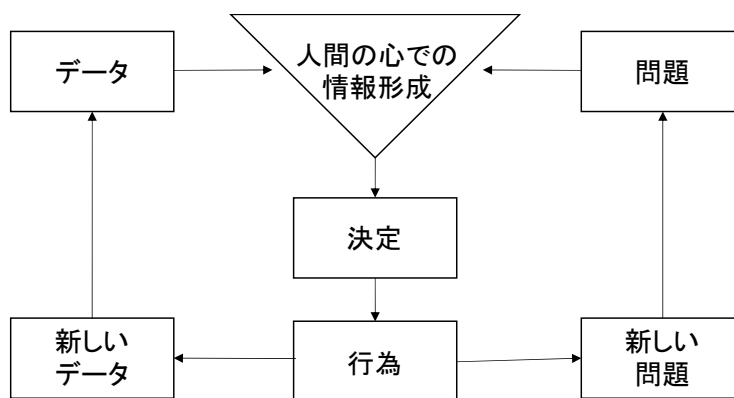 データ
人間の心での
情報形成
問題
決定
新しい
データ
行為
新しい
問題